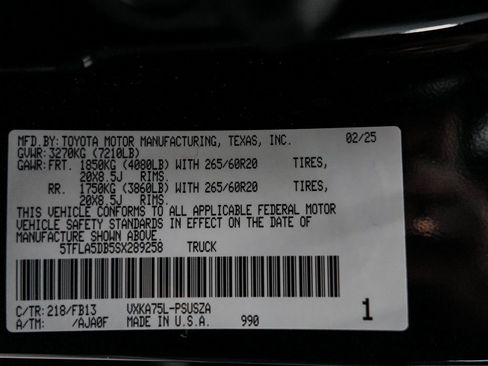 MFD.BY:TOYOTA MOTOR MANUFACTURING, TEXAS, INC. 02/25
GVWR:3270KG (7210LB)
GAWR:FRT. 1850KG (4080LB) WITH 265/60R20 TIRES,
20X8.5J RIMS.
RR. 1750KG (3860LB) WITH 265/60R20 TIRES,
20X8.5J RIMS.
THIS VEHICLE CONFORMS TO ALL APPLICABLE FEDERAL MOTOR
VEHICLE SAFETY STANDARDS IN EFFECT ON THE DATE OF
MANUFACTURE SHOWN ABOVE.
5TFLA5DB5SX289258 TRUCK
C/TR:218/FB13 VXKA75L-PSUSZA
A/TM: /AJA0F MADE IN U.S.A. 990 1